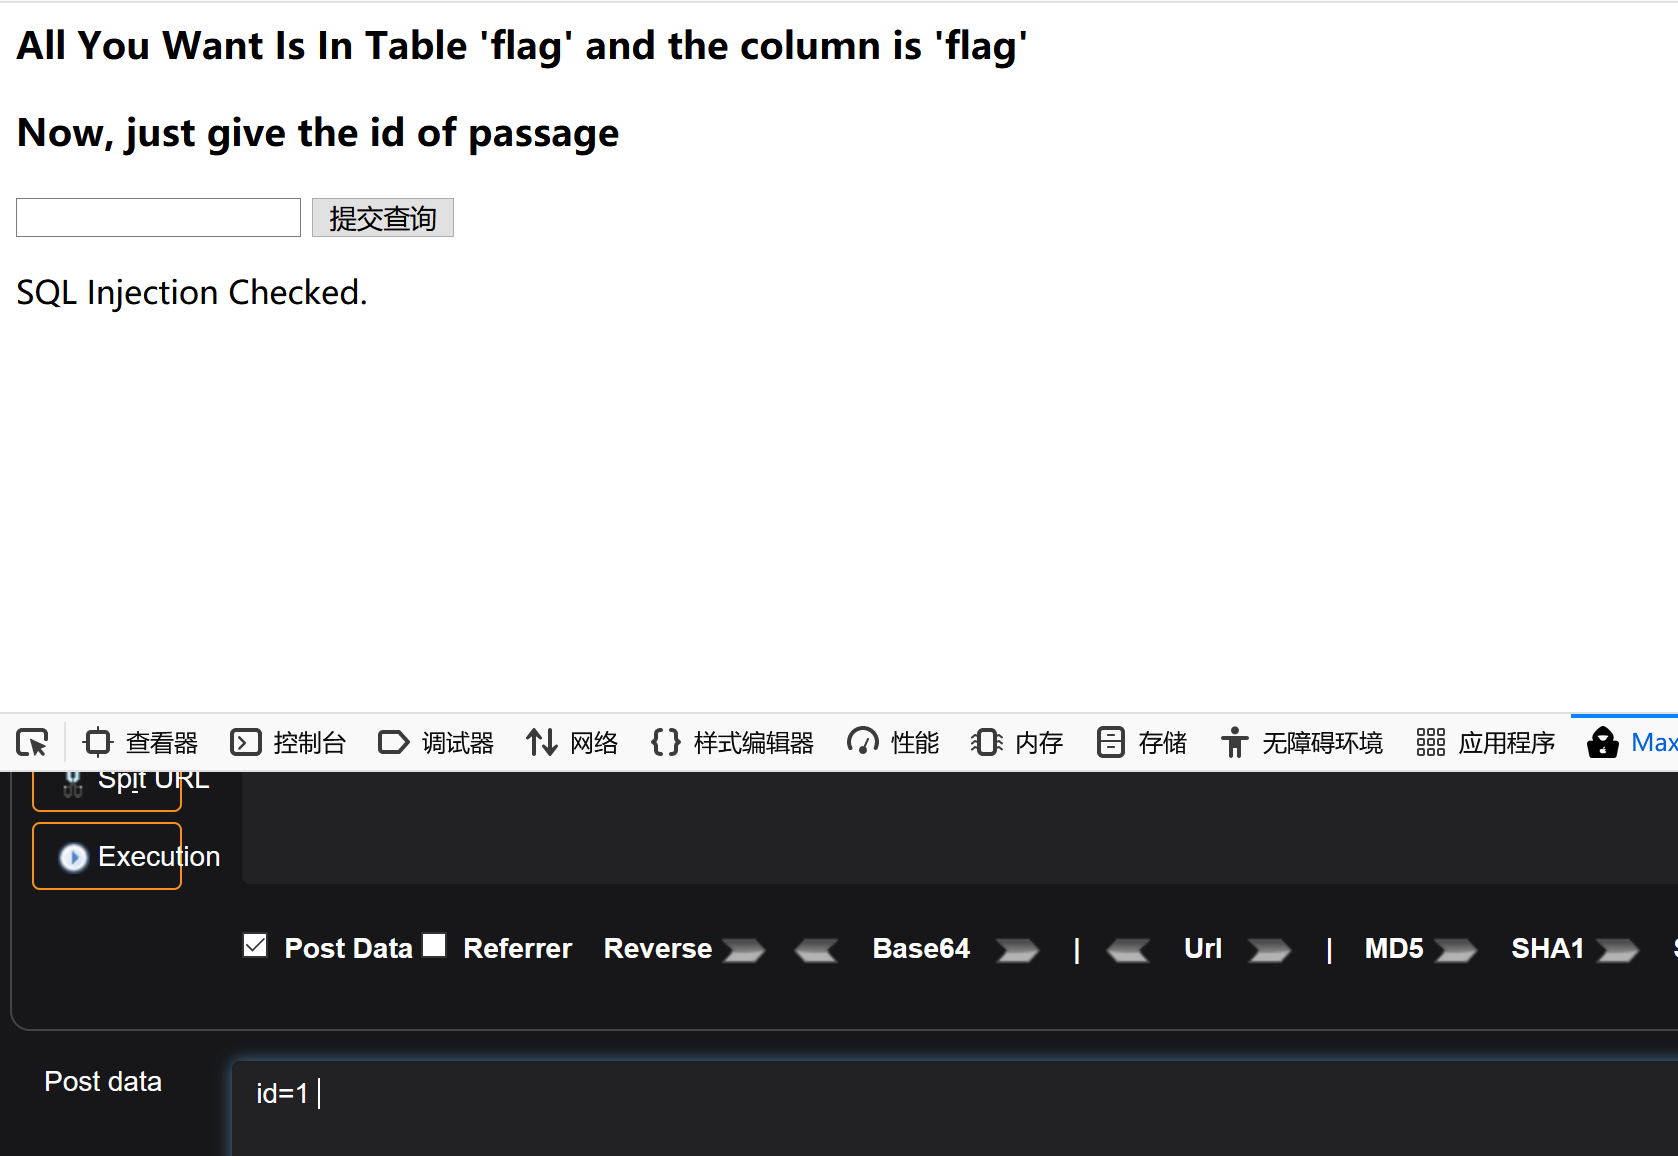 All You Want Is In Table 'flag' and the column is 'flag'
Now, just give the id of passage
提交查询
SQL Injection Checked.
查看器 控制台 调试器 网络 样式编辑器 性能 内存 存储 无障碍环境 应用程序 Max
Spit URL
Execution
Post Data Referrer Reverse Base64 | Url | MD5 SHA1
Post data
id=1